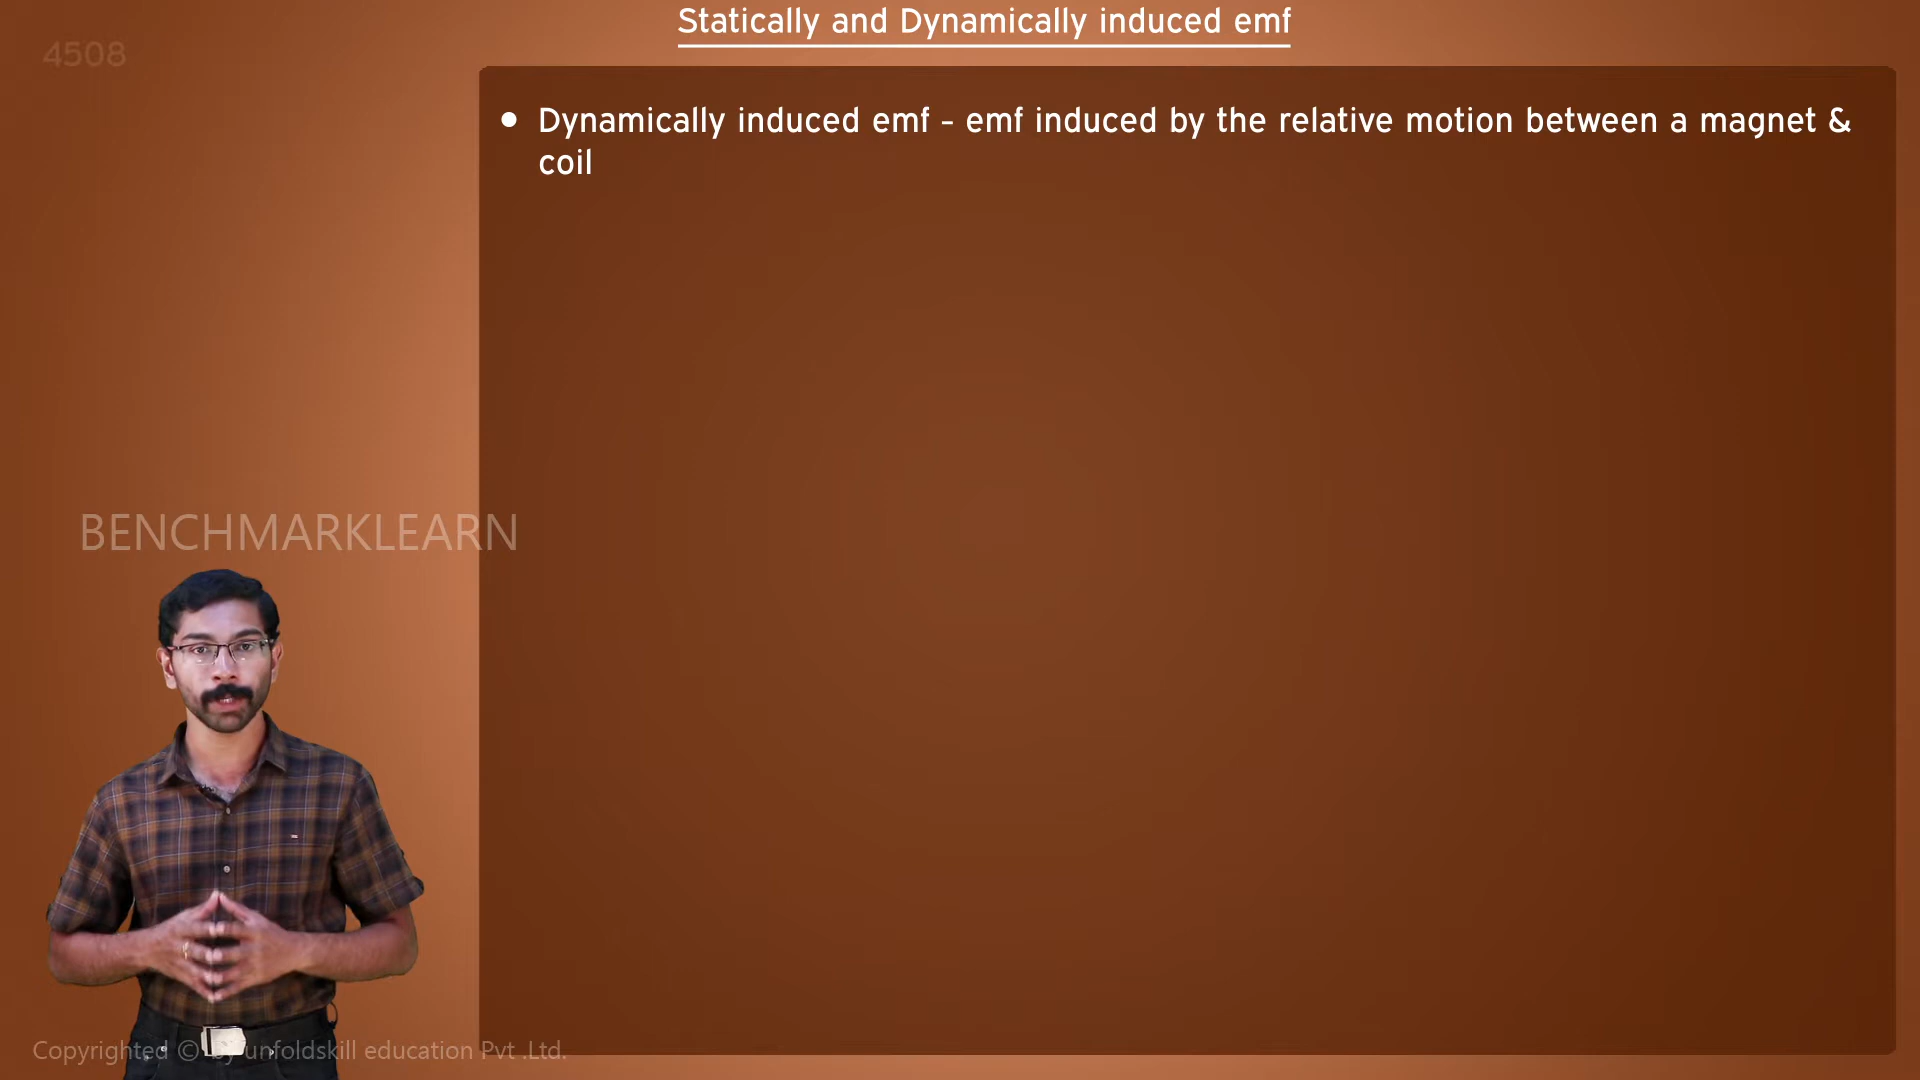 Statically and Dynamically induced emf
4508
● Dynamically induced emf - emf induced by the relative motion between a magnet &
coil
BENCHMARKLEARN
Copyrighted © by unfoldskill education Pvt .Ltd.